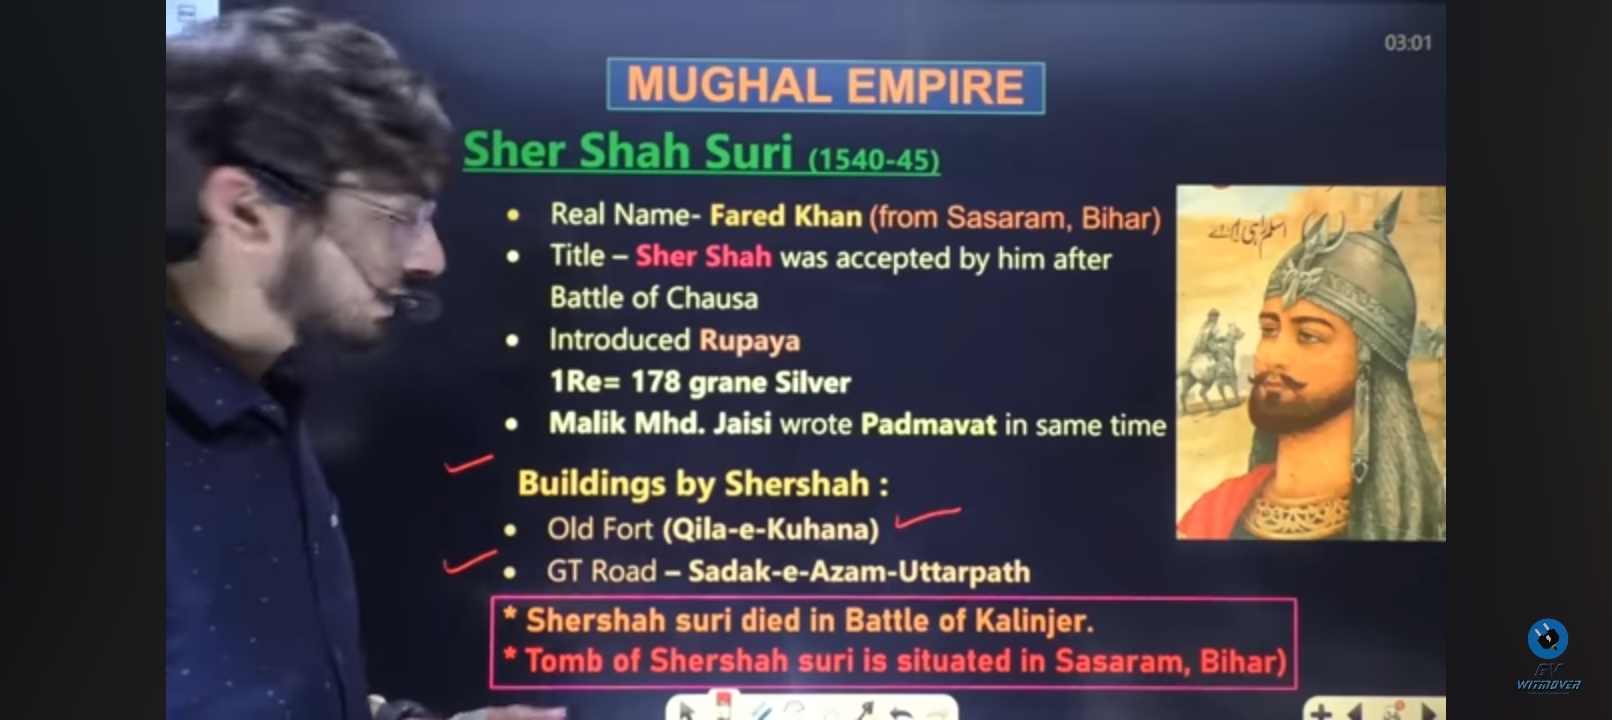 03:01
MUGHAL EMPIRE
Sher Shah Suri (1540-45)
• Real Name- Fared Khan (from Sasaram, Bihar)
• Title – Sher Shah was accepted by him after
Battle of Chausa
• Introduced Rupaya
1Re= 178 grane Silver
• Malik Mhd. Jaisi wrote Padmavat in same time
Buildings by Shershah :
• Old Fort (Qila-e-Kuhana)
• GT Road – Sadak-e-Azam-Uttarpath
* Shershah suri died in Battle of Kalinjer.
* Tomb of Shershah suri is situated in Sasaram, Bihar)
WITMOVER